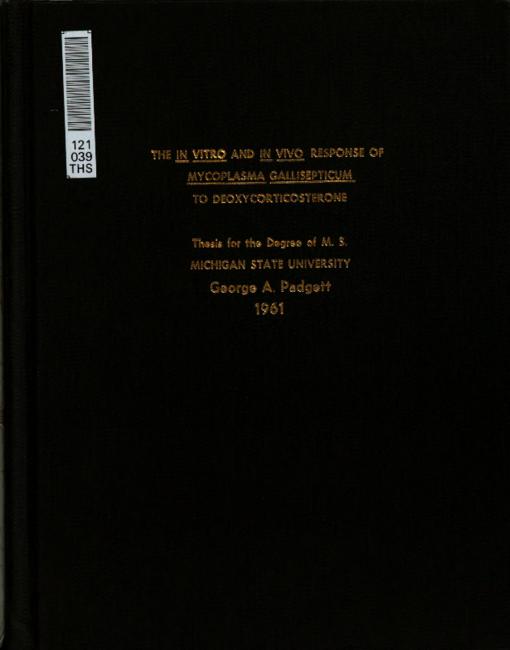 121
039
THS
THE IN VITRO AND IN VIVO RESPONSE OF
MYCOPLASMA GALLISEPTICUM
TO DEOXYCORTICOSTERONE
Thesis for the Degree of M. S.
MICHIGAN STATE UNIVERSITY
George A. Padgett
1961